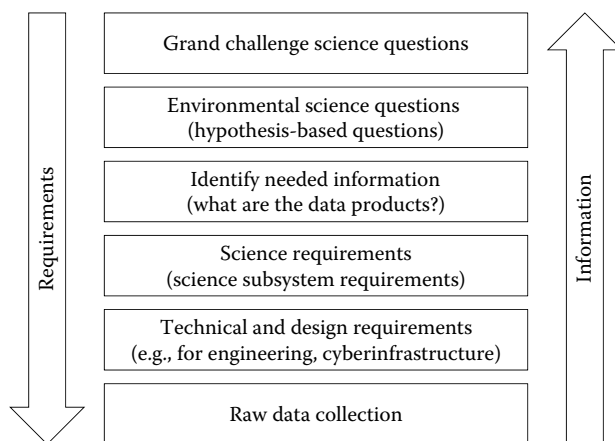 Grand challenge science questions
Environmental science questions
(hypothesis-based questions)
Identify needed information
(what are the data products?)
Science requirements
(science subsystem requirements)
Technical and design requirements
(e.g., for engineering, cyberinfrastructure)
Raw data collection
Requirements
Information